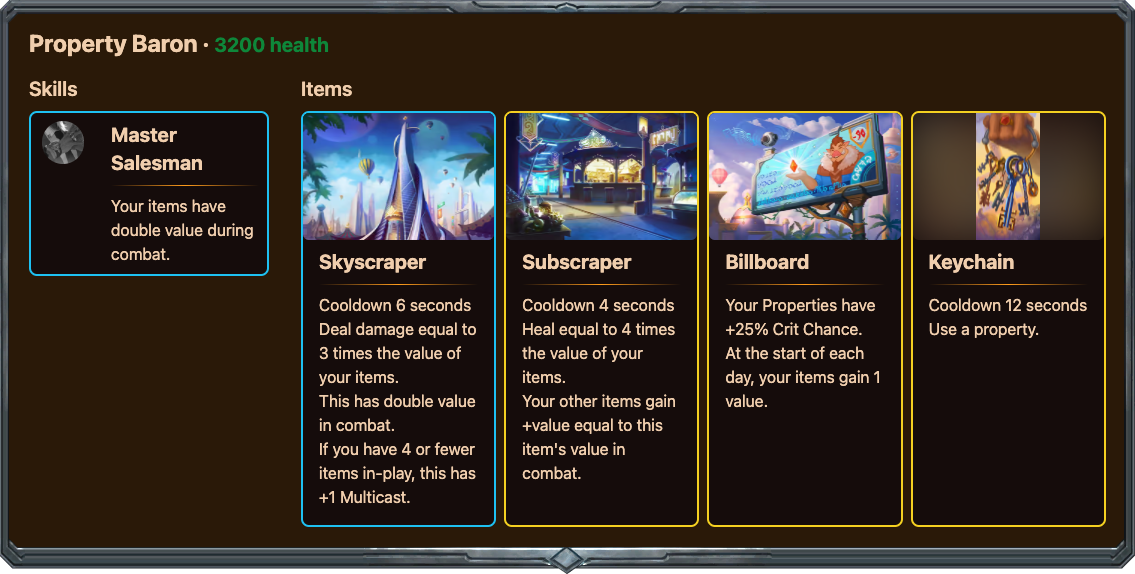 Property Baron · 3200 health
Skills
Items
Master
Salesman
Your items have
double value during
combat.
Skyscraper
Cooldown 6 seconds
Deal damage equal to
3 times the value of
your items.
This has double value
in combat.
If you have 4 or fewer
items in-play, this has
+1 Multicast.
Subscraper
Cooldown 4 seconds
Heal equal to 4 times
the value of your
items.
Your other items gain
+value equal to this
item's value in
combat.
Billboard
Your Properties have
+25% Crit Chance.
At the start of each
day, your items gain 1
value.
Keychain
Cooldown 12 seconds
Use a property.